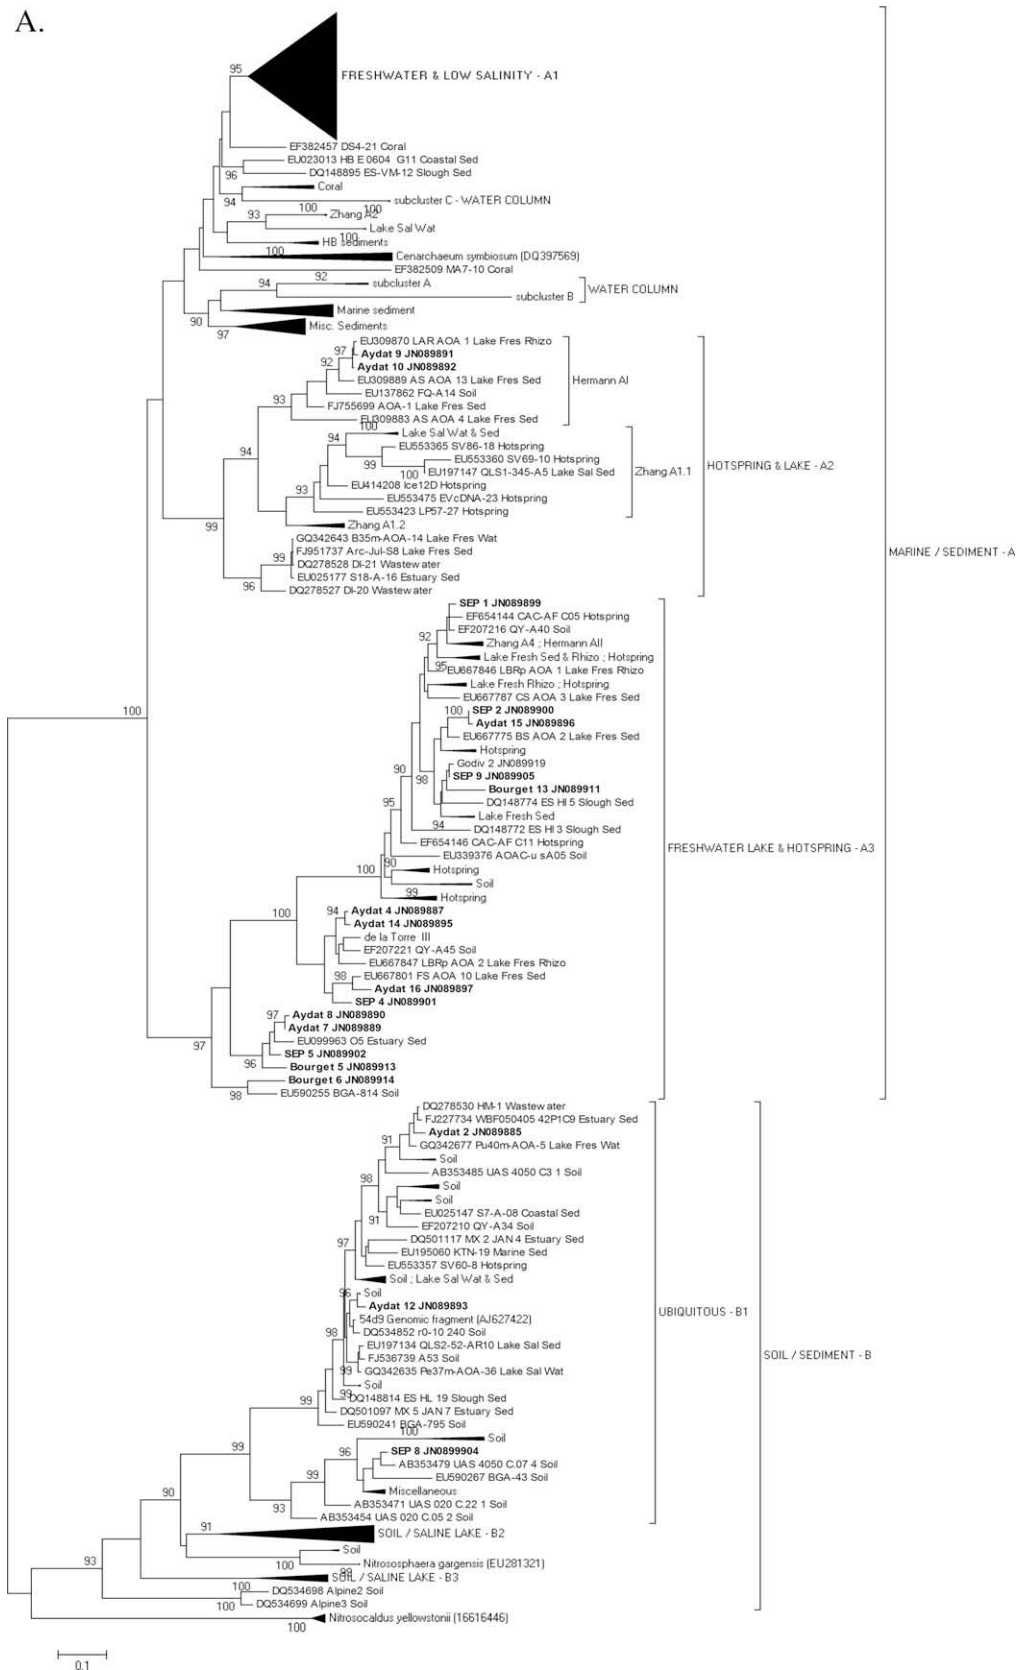 A.
95
FRESHWATER & LOW SALINITY - A1
EF382457 DS4-21 Coral
EU023013 HB E 0604 G11 Coastal Sed
96
DQ148895 ES-VM-12 Slough Sed
Coral
94
100
subcluster C - WATER COLUMN
93
100
Zhang A2
Lake Sal Wat
100
HB sediments
100
Cenarchaeum symbiosum (DQ397569)
EF382509 MA7-10 Coral
94
92
subcluster A
WATER COLUMN
subcluster B
Marine sediment
90
97
Misc. Sediments
EU309870 LAR AOA 1 Lake Fres Rhizo
97
Aydat 9 JN089891
92
Aydat 10 JN089892
EU309889 AS AOA 13 Lake Fres Sed
Hermann AI
EU137862 FQ-A14 Soil
93
FJ755699 AOA-1 Lake Fres Sed
EU309883 AS AOA 4 Lake Fres Sed
100
Lake Sal Wat & Sed
94
EU553365 SV86-18 Hotspring
94
EU553360 SV69-10 Hotspring
99
100
EU197147 QLS1-345-A5 Lake Sal Sed
Zhang A1.1
HOTSPRING & LAKE - A2
EU414208 Ice12D Hotspring
93
EU553475 EVcDNA-23 Hotspring
EU553423 LP57-27 Hotspring
99
Zhang A1.2
GQ342643 B35m-AOA-14 Lake Fres Wat
FJ951737 Arc-Jul-S8 Lake Fres Sed
MARINE / SEDIMENT - A
99
DQ278528 DI-21 Wastewater
EU025177 S18-A-16 Estuary Sed
96
DQ278527 DI-20 Wastewater
SEP 1 JN089899
EF654144 CAC-AF C05 Hotspring
EF207216 QY-A40 Soil
92
Zhang A4 ; Hermann AII
Lake Fresh Sed & Rhizo ; Hotspring
95
EU667846 LBRp AOA 1 Lake Fres Rhizo
Lake Fresh Rhizo ; Hotspring
EU667787 CS AOA 3 Lake Fres Sed
100
100
SEP 2 JN089900
Aydat 15 JN089896
EU667775 BS AOA 2 Lake Fres Sed
Hotspring
Godiv 2 JN089919
90
98
SEP 9 JN089905
Bourget 13 JN089911
95
DQ148774 ES HI 5 Slough Sed
Lake Fresh Sed
94
DQ148772 ES HI 3 Slough Sed
EF654146 CAC-AF C11 Hotspring
FRESHWATER LAKE & HOTSPRING - A3
EU339376 AOAC-u sA05 Soil
100
90
Hotspring
Soil
99
Hotspring
100
94
Aydat 4 JN089887
Aydat 14 JN089895
de la Torre III
EF207221 QY-A45 Soil
EU667847 LBRp AOA 2 Lake Fres Rhizo
98
EU667801 FS AOA 10 Lake Fres Sed
Aydat 16 JN089897
SEP 4 JN089901
97
Aydat 8 JN089890
Aydat 7 JN089889
EU099963 O5 Estuary Sed
97
SEP 5 JN089902
96
Bourget 5 JN089913
Bourget 6 JN089914
98
EU590255 BGA-814 Soil
DQ278530 HM-1 Wastewater
FJ227734 WBF050405 42P1C9 Estuary Sed
Aydat 2 JN089885
91
GQ342677 Pu40m-AOA-5 Lake Fres Wat
Soil
AB353485 UAS 4050 C3 1 Soil
98
Soil
Soil
EU025147 S7-A-08 Coastal Sed
91
EF207210 QY-A34 Soil
DQ501117 MX 2 JAN 4 Estuary Sed
97
EU195060 KTN-19 Marine Sed
EU553357 SV60-8 Hotspring
Soil ; Lake Sal Wat & Sed
96
Soil
Aydat 12 JN089893
UBIQUITOUS - B1
54d9 Genomic fragment (AJ627422)
98
DQ534852 r0-10 240 Soil
EU197134 QLS2-52-AR10 Lake Sal Sed
FJ536739 A53 Soil
SOIL / SEDIMENT - B
99
GQ342635 Pe37m-AOA-36 Lake Sal Wat
Soil
99
DQ148814 ES HL 19 Slough Sed
99
DQ501097 MX 5 JAN 7 Estuary Sed
EU590241 BGA-795 Soil
100
Soil
99
96
SEP 8 JN0899904
AB353479 UAS 4050 C.07 4 Soil
99
EU590267 BGA-43 Soil
Miscellaneous
90
93
AB353471 UAS 020 C.22 1 Soil
AB353454 UAS 020 C.05 2 Soil
91
SOIL / SALINE LAKE - B2
Soil
93
100
Nitrososphaera gargensis (EU281321)
99
SOIL / SALINE LAKE - B3
100
DQ534698 Alpine2 Soil
100
DQ534699 Alpine3 Soil
Nitrosocaldus yellowstonii (16616446)
100
0.1